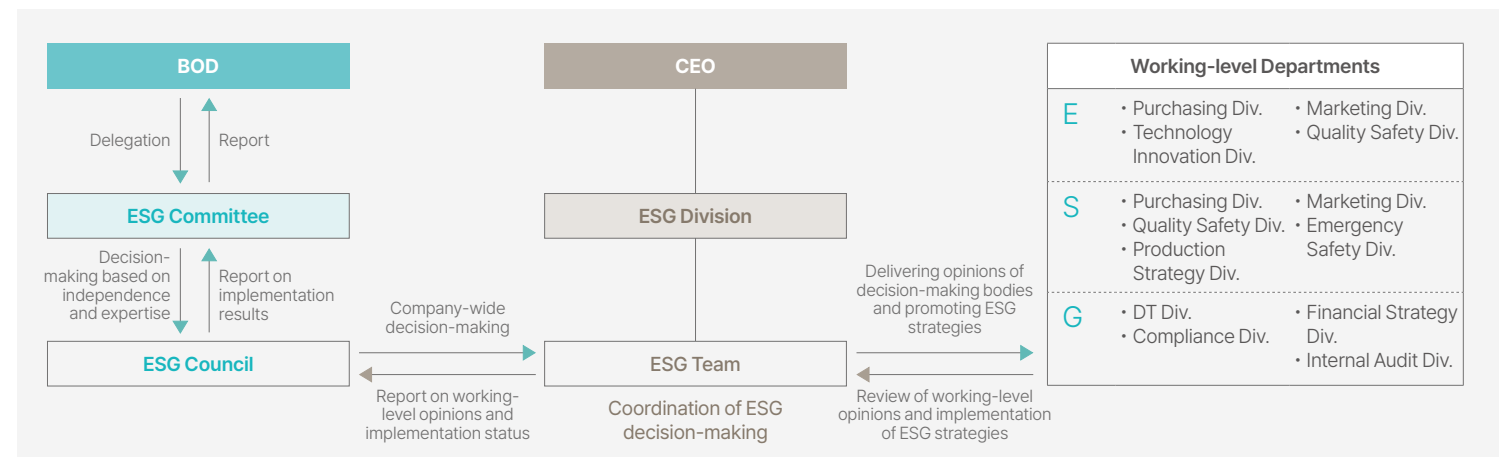 BOD
Delegation
Report
ESG Committee
Decision-
making based on
independence
and expertise
Report on
implementation
results
ESG Council
Company-wide
decision-making
Report on working-
level opinions and
implementation status
CEO
ESG Division
ESG Team
Coordination of ESG
decision-making
Delivering opinions of
decision-making bodies
and promoting ESG
strategies
Review of working-level
opinions and implementation
of ESG strategies
Working-level Departments
E
・Purchasing Div.
・Technology
Innovation Div.
・Marketing Div.
・Quality Safety Div.
S
・Purchasing Div.
・Quality Safety Div.
・Production
Strategy Div.
・Marketing Div.
・Emergency
Safety Div.
G
・DT Div.
・Compliance Div.
・Financial Strategy
Div.
・Internal Audit Div.